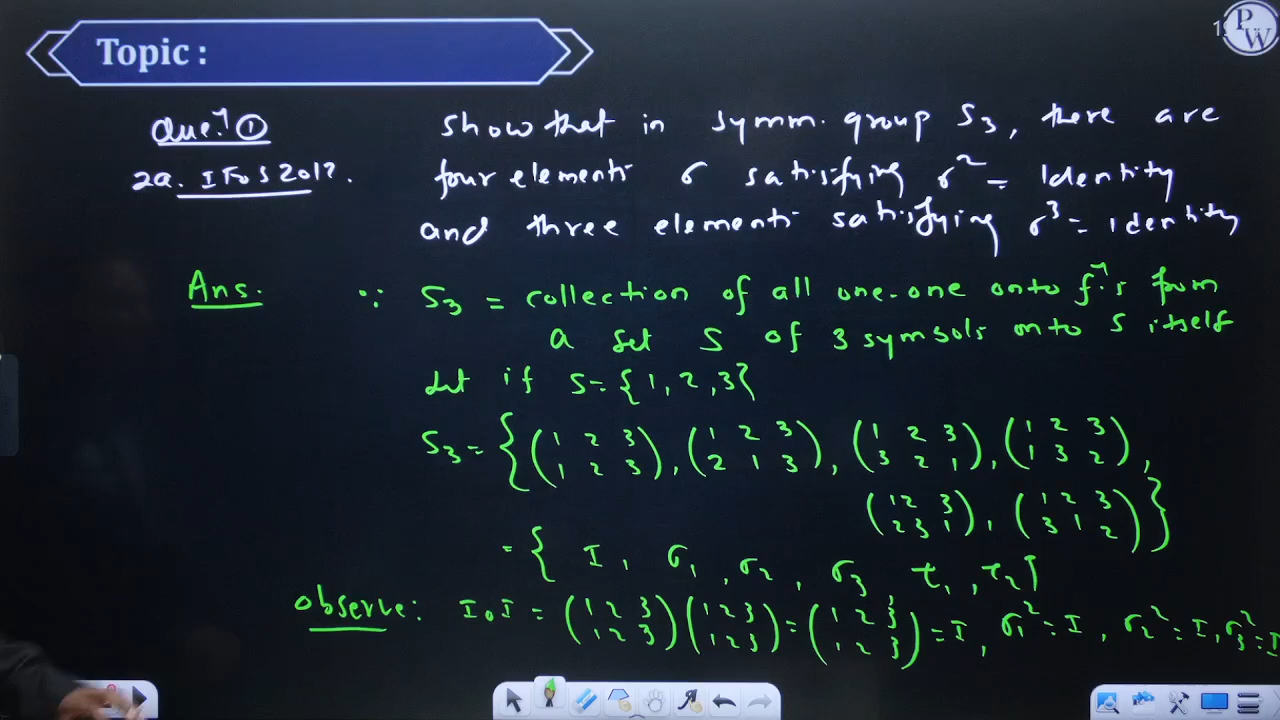 Topic :
PW
Que.ⁿ ① Show that in symm. group S₃, there are
2a. IFoS 2017. four elements σ satisfying σ² = Identity
and three elements satisfying σ³ = identity
Ans. ∵ S₃ = collection of all one-one onto fⁿ.s from
a set S of 3 symbols onto S itself
Let if S = {1, 2, 3}
S₃ = { (1 2 3 / 1 2 3), (1 2 3 / 2 1 3), (1 2 3 / 3 2 1), (1 2 3 / 1 3 2),
(1 2 3 / 2 3 1), (1 2 3 / 3 1 2) }
= { I, σ₁, σ₂, σ₃, τ₁, τ₂ }
Observe: I∘I = (1 2 3 / 1 2 3)(1 2 3 / 1 2 3) = (1 2 3 / 1 2 3) = I, σ₁² = I, σ₂² = I, σ₃² = I